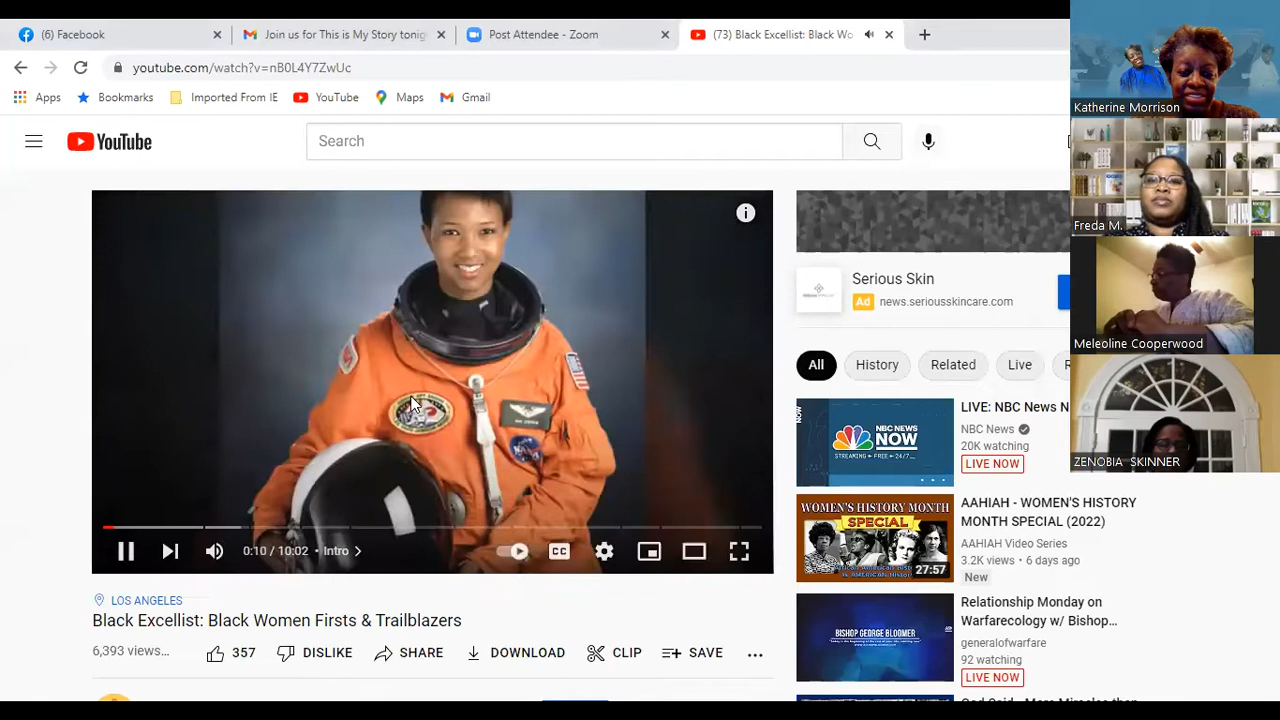 (6) Facebook
Join us for This is My Story tonig
Post Attendee - Zoom
(73) Black Excellist: Black Wo
youtube.com/watch?v=nB0L4Y7ZwUc
Apps
Bookmarks
Imported From IE
YouTube
Maps
Gmail
YouTube
Search
Katherine Morrison
Freda M.
Meleoline Cooperwood
ZENOBIA SKINNER
0:10 / 10:02 • Intro
CC
LOS ANGELES
Black Excellist: Black Women Firsts & Trailblazers
6,393 views...
357
DISLIKE
SHARE
DOWNLOAD
CLIP
SAVE
Serious Skin
Ad news.seriousskincare.com
All
History
Related
Live
NOW
NBC NEWS
NOW
STREAMING FREE 24/7
LIVE: NBC News N
NBC News
20K watching
LIVE NOW
WOMEN'S HISTORY MONTH
SPECIAL
27:57
AAHIAH - WOMEN'S HISTORY
MONTH SPECIAL (2022)
AAHIAH Video Series
3.2K views • 6 days ago
New
BISHOP GEORGE BLOOMER
Relationship Monday on
Warfarecology w/ Bishop...
generalofwarfare
92 watching
LIVE NOW